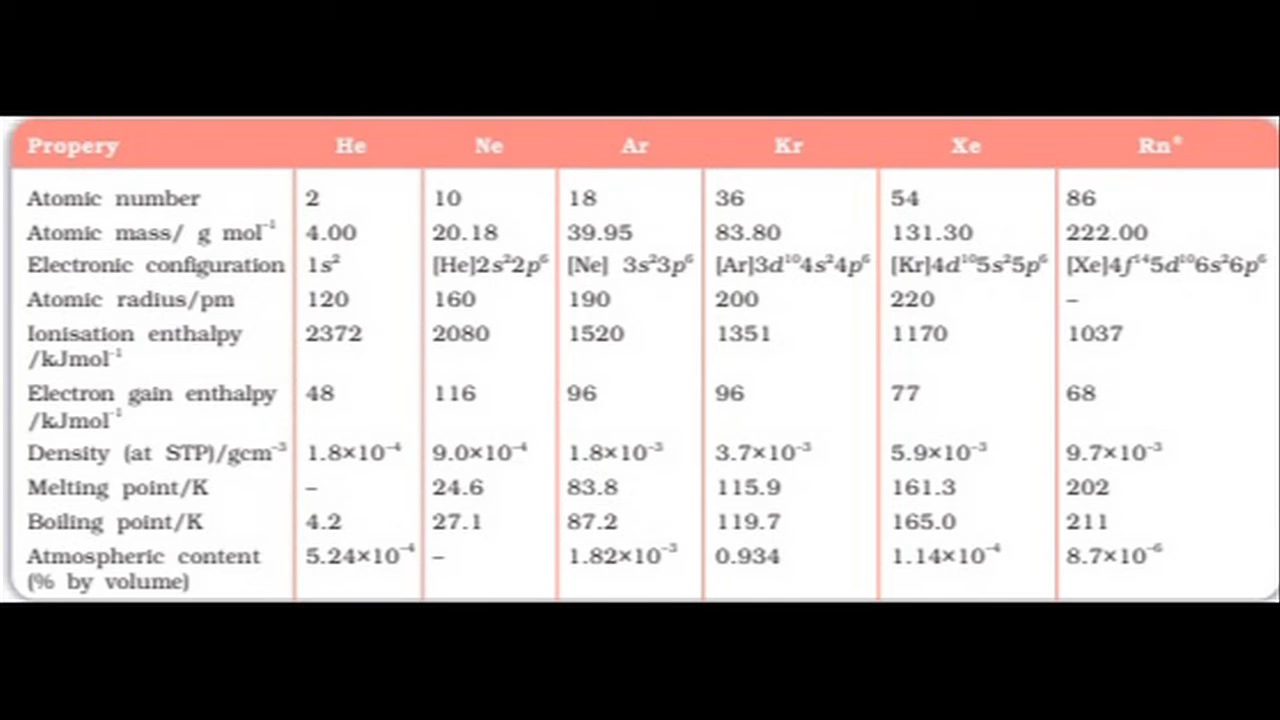 Propery He Ne Ar Kr Xe Rn*
Atomic number 2 10 18 36 54 86
Atomic mass/ g mol⁻¹ 4.00 20.18 39.95 83.80 131.30 222.00
Electronic configuration 1s² [He]2s²2p⁶ [Ne] 3s²3p⁶ [Ar]3d¹⁰4s²4p⁶ [Kr]4d¹⁰5s²5p⁶ [Xe]4f¹⁴5d¹⁰6s²6p⁶
Atomic radius/pm 120 160 190 200 220 –
Ionisation enthalpy 2372 2080 1520 1351 1170 1037
/kJmol⁻¹
Electron gain enthalpy 48 116 96 96 77 68
/kJmol⁻¹
Density (at STP)/gcm⁻³ 1.8×10⁻⁴ 9.0×10⁻⁴ 1.8×10⁻³ 3.7×10⁻³ 5.9×10⁻³ 9.7×10⁻³
Melting point/K – 24.6 83.8 115.9 161.3 202
Boiling point/K 4.2 27.1 87.2 119.7 165.0 211
Atmospheric content 5.24×10⁻⁴ – 1.82×10⁻³ 0.934 1.14×10⁻⁴ 8.7×10⁻⁶
(% by volume)